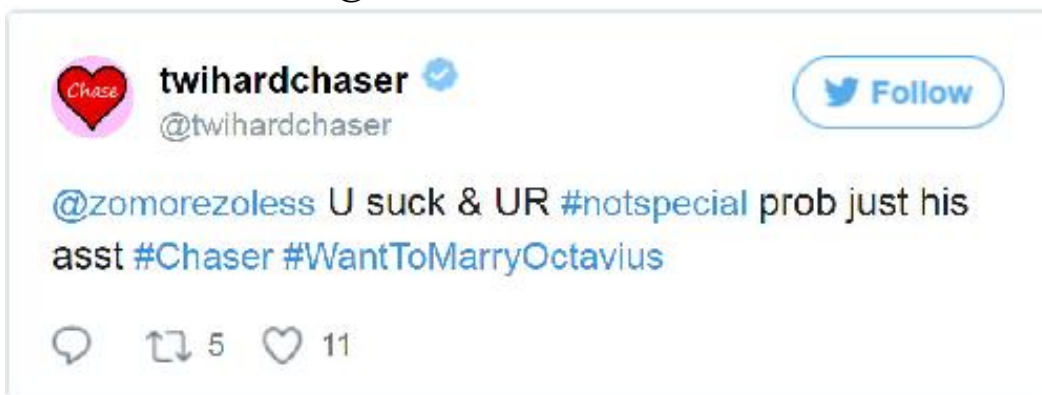 Chase
twihardchaser
@twihardchaser
Follow
@zomorezoless U suck & UR #notspecial prob just his
asst #Chaser #WantToMarryOctavius
5 11